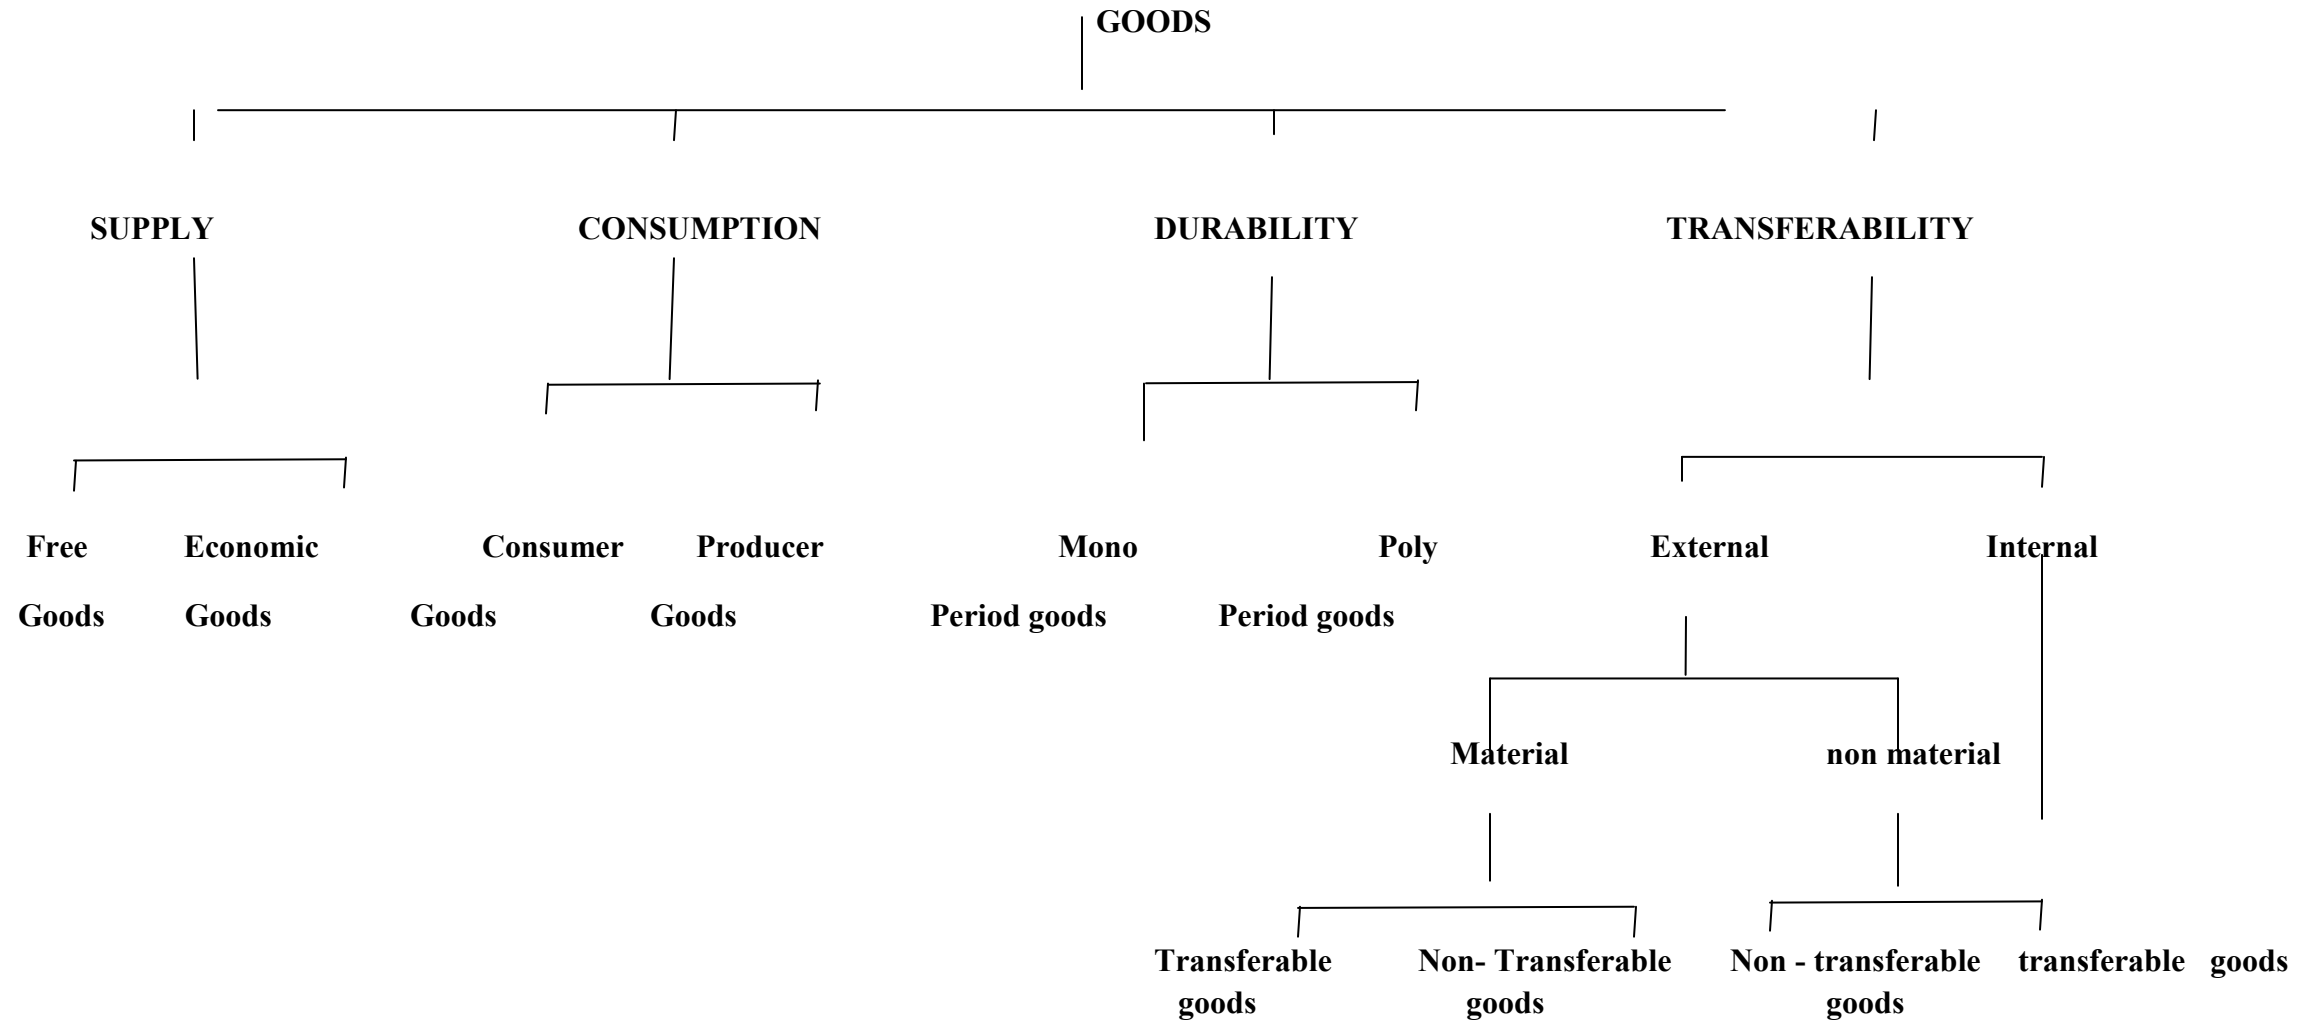 GOODS
SUPPLY CONSUMPTION DURABILITY TRANSFERABILITY
Free Economic Consumer Producer Mono Poly External Internal
Goods Goods Goods Goods Period goods Period goods
Material non material
Transferable Non- Transferable Non - transferable transferable goods
goods goods goods